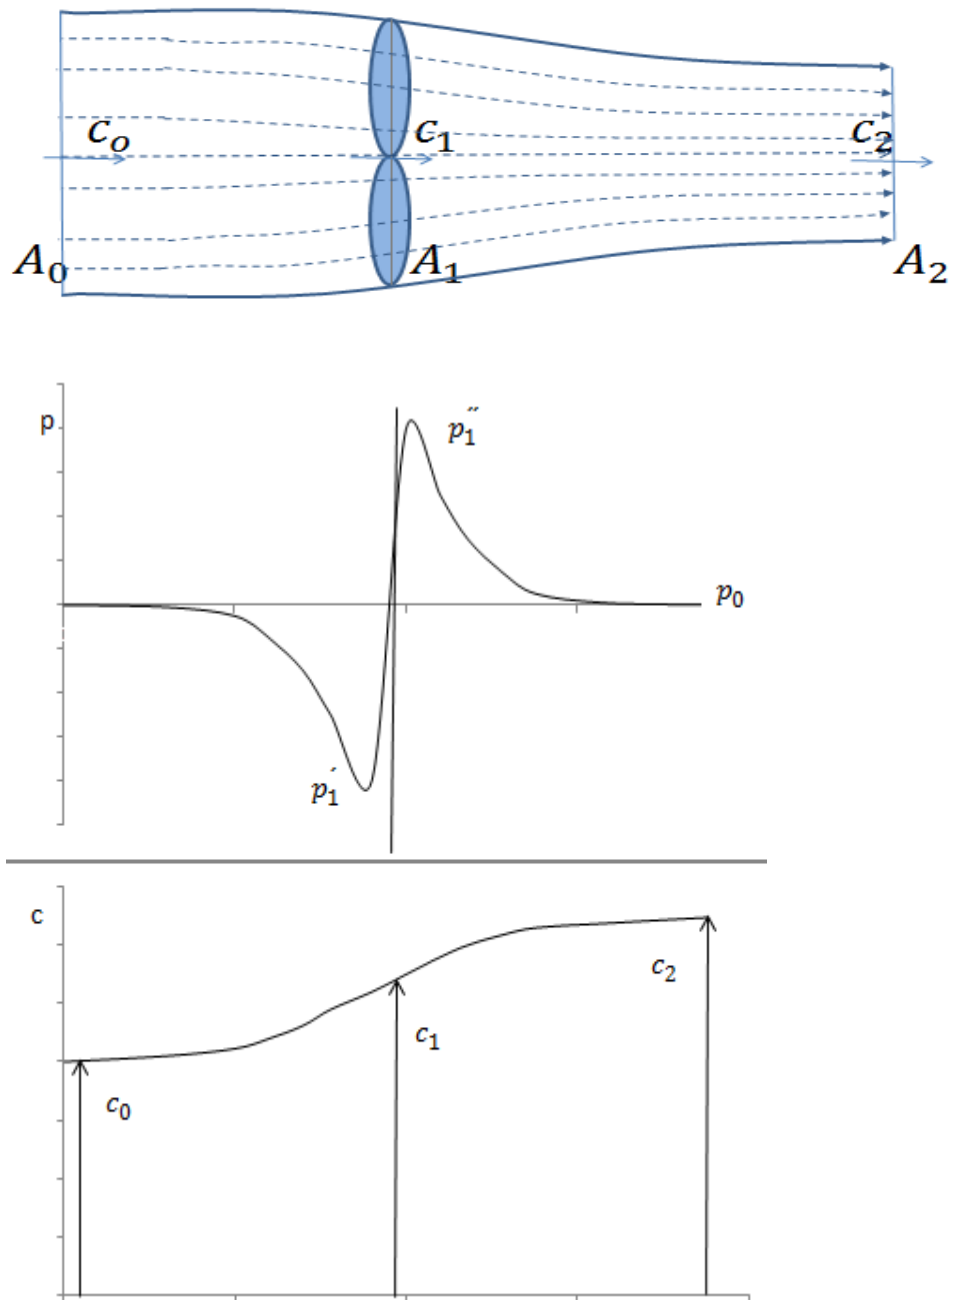 c₀ c₁ c₂
A₀ A₁ A₂
p
p₁″
p₀
p₁′
c
c₂
c₁
c₀